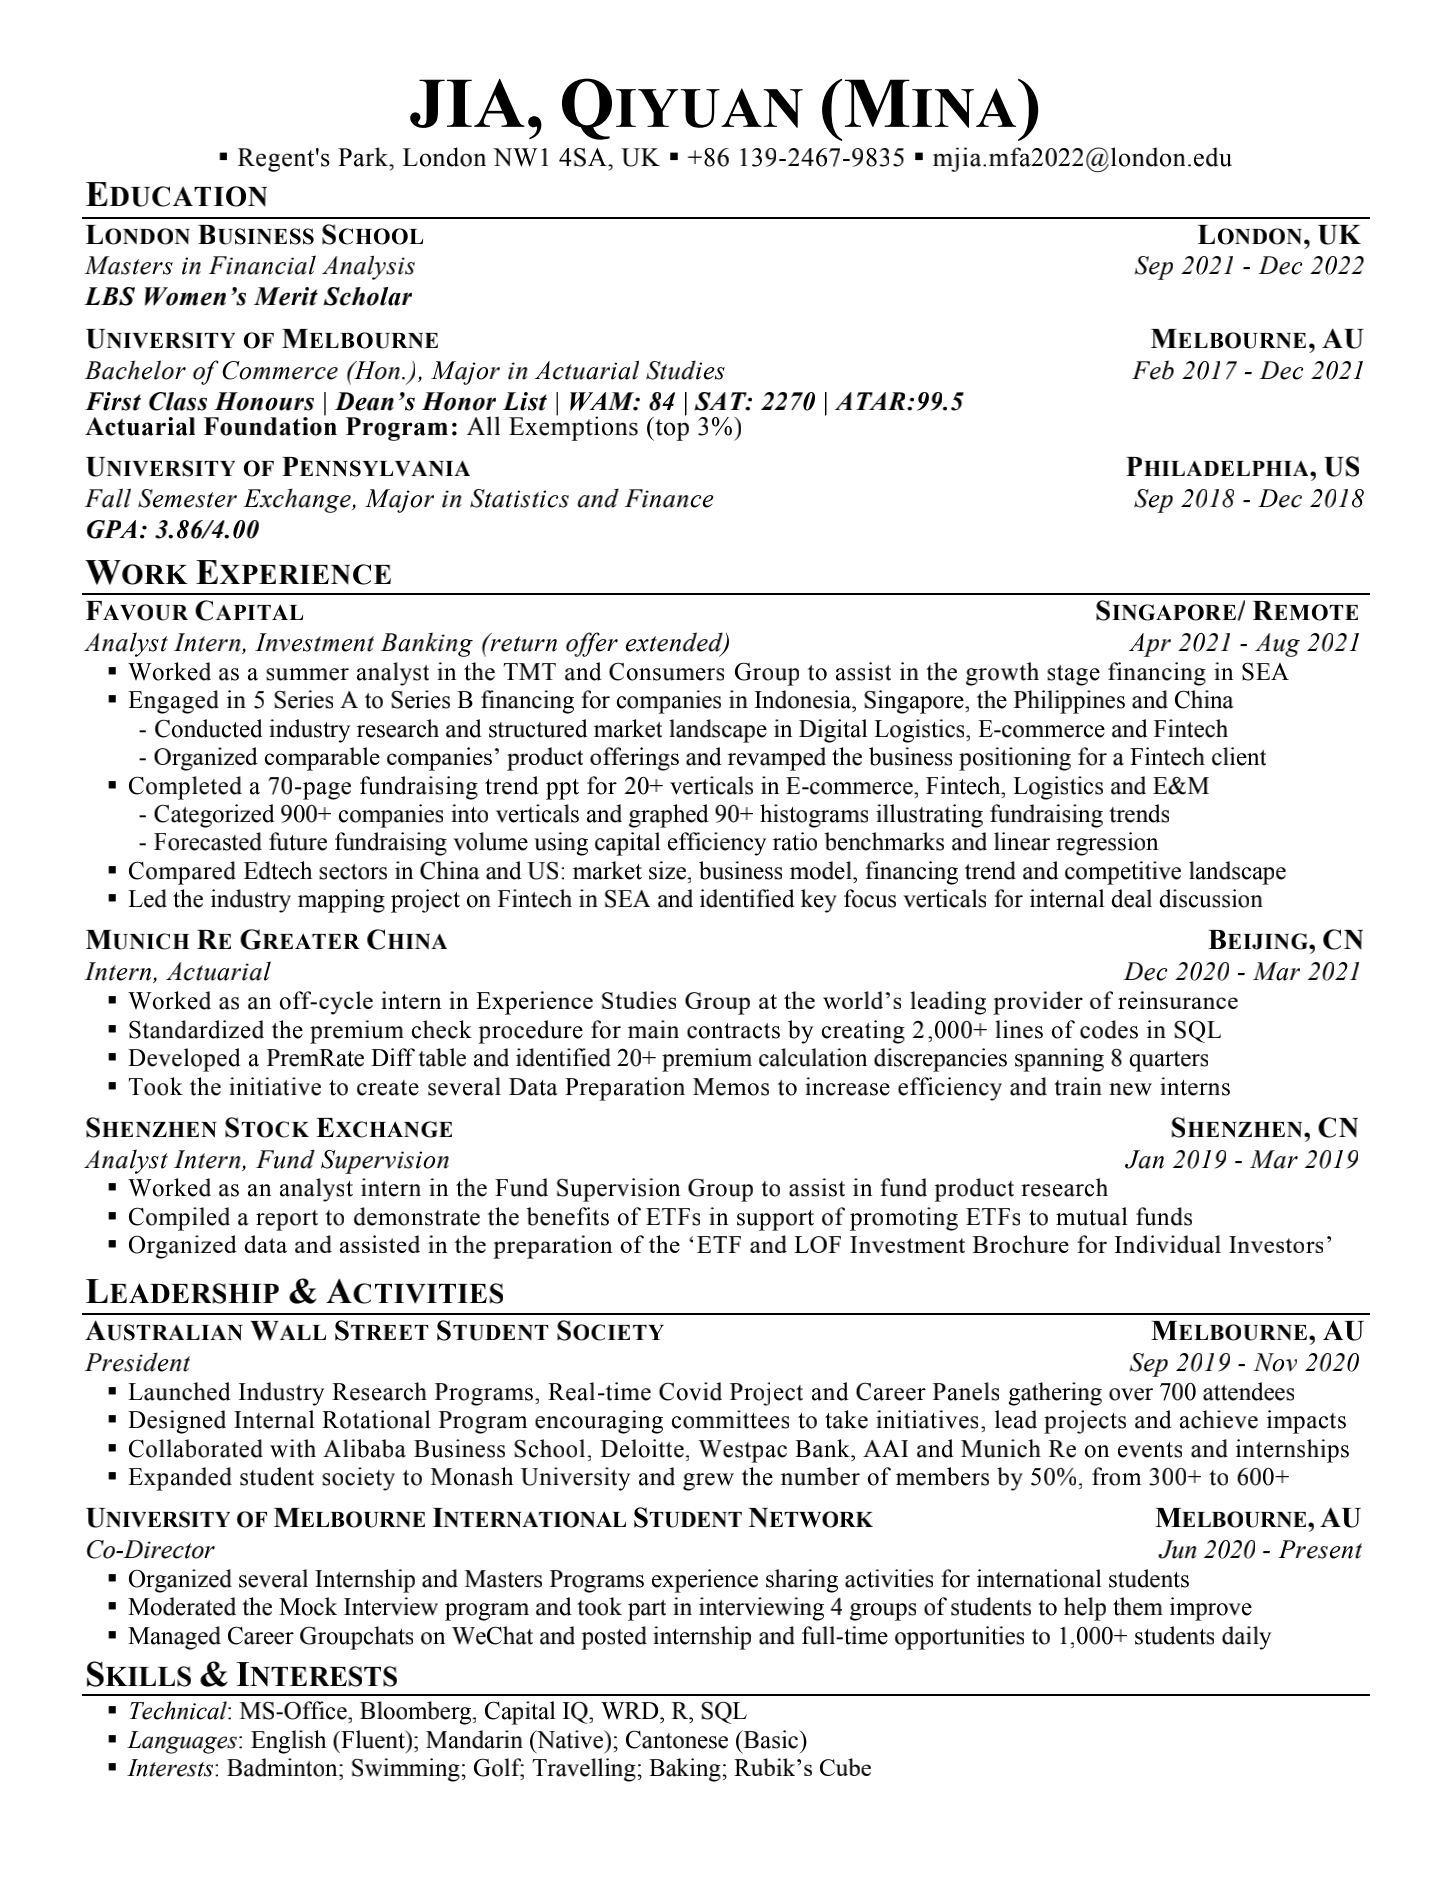 JIA, QIYUAN (MINA)
▪ Regent's Park, London NW1 4SA, UK ▪ +86 139-2467-9835 ▪ mjia.mfa2022@london.edu
EDUCATION
LONDON BUSINESS SCHOOL LONDON, UK
Masters in Financial Analysis Sep 2021 - Dec 2022
LBS Women’s Merit Scholar
UNIVERSITY OF MELBOURNE MELBOURNE, AU
Bachelor of Commerce (Hon.), Major in Actuarial Studies Feb 2017 - Dec 2021
First Class Honours | Dean’s Honor List | WAM: 84 | SAT: 2270 | ATAR:99.5
Actuarial Foundation Program: All Exemptions (top 3%)
UNIVERSITY OF PENNSYLVANIA PHILADELPHIA, US
Fall Semester Exchange, Major in Statistics and Finance Sep 2018 - Dec 2018
GPA: 3.86/4.00
WORK EXPERIENCE
FAVOUR CAPITAL SINGAPORE/ REMOTE
Analyst Intern, Investment Banking (return offer extended) Apr 2021 - Aug 2021
▪ Worked as a summer analyst in the TMT and Consumers Group to assist in the growth stage financing in SEA
▪ Engaged in 5 Series A to Series B financing for companies in Indonesia, Singapore, the Philippines and China
- Conducted industry research and structured market landscape in Digital Logistics, E-commerce and Fintech
- Organized comparable companies’ product offerings and revamped the business positioning for a Fintech client
▪ Completed a 70-page fundraising trend ppt for 20+ verticals in E-commerce, Fintech, Logistics and E&M
- Categorized 900+ companies into verticals and graphed 90+ histograms illustrating fundraising trends
- Forecasted future fundraising volume using capital efficiency ratio benchmarks and linear regression
▪ Compared Edtech sectors in China and US: market size, business model, financing trend and competitive landscape
▪ Led the industry mapping project on Fintech in SEA and identified key focus verticals for internal deal discussion
MUNICH RE GREATER CHINA BEIJING, CN
Intern, Actuarial Dec 2020 - Mar 2021
▪ Worked as an off-cycle intern in Experience Studies Group at the world’s leading provider of reinsurance
▪ Standardized the premium check procedure for main contracts by creating 2,000+ lines of codes in SQL
▪ Developed a PremRate Diff table and identified 20+ premium calculation discrepancies spanning 8 quarters
▪ Took the initiative to create several Data Preparation Memos to increase efficiency and train new interns
SHENZHEN STOCK EXCHANGE SHENZHEN, CN
Analyst Intern, Fund Supervision Jan 2019 - Mar 2019
▪ Worked as an analyst intern in the Fund Supervision Group to assist in fund product research
▪ Compiled a report to demonstrate the benefits of ETFs in support of promoting ETFs to mutual funds
▪ Organized data and assisted in the preparation of the ‘ETF and LOF Investment Brochure for Individual Investors’
LEADERSHIP & ACTIVITIES
AUSTRALIAN WALL STREET STUDENT SOCIETY MELBOURNE, AU
President Sep 2019 - Nov 2020
▪ Launched Industry Research Programs, Real-time Covid Project and Career Panels gathering over 700 attendees
▪ Designed Internal Rotational Program encouraging committees to take initiatives, lead projects and achieve impacts
▪ Collaborated with Alibaba Business School, Deloitte, Westpac Bank, AAI and Munich Re on events and internships
▪ Expanded student society to Monash University and grew the number of members by 50%, from 300+ to 600+
UNIVERSITY OF MELBOURNE INTERNATIONAL STUDENT NETWORK MELBOURNE, AU
Co-Director Jun 2020 - Present
▪ Organized several Internship and Masters Programs experience sharing activities for international students
▪ Moderated the Mock Interview program and took part in interviewing 4 groups of students to help them improve
▪ Managed Career Groupchats on WeChat and posted internship and full-time opportunities to 1,000+ students daily
SKILLS & INTERESTS
▪ Technical: MS-Office, Bloomberg, Capital IQ, WRD, R, SQL
▪ Languages: English (Fluent); Mandarin (Native); Cantonese (Basic)
▪ Interests: Badminton; Swimming; Golf; Travelling; Baking; Rubik’s Cube